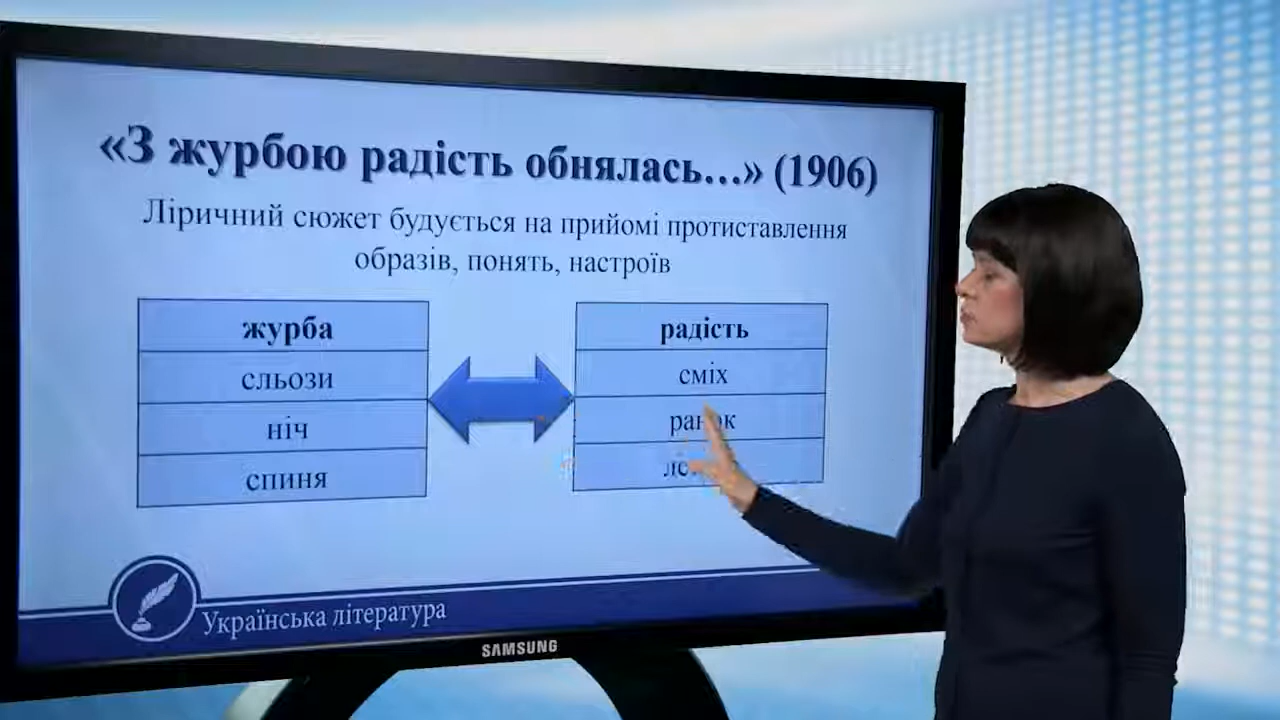 «З журбою радість обнялась...» (1906)
Ліричний сюжет будується на прийомі протиставлення
образів, понять, настроїв
журба
сльози
ніч
спиня
радість
сміх
ранок
Українська література
SAMSUNG